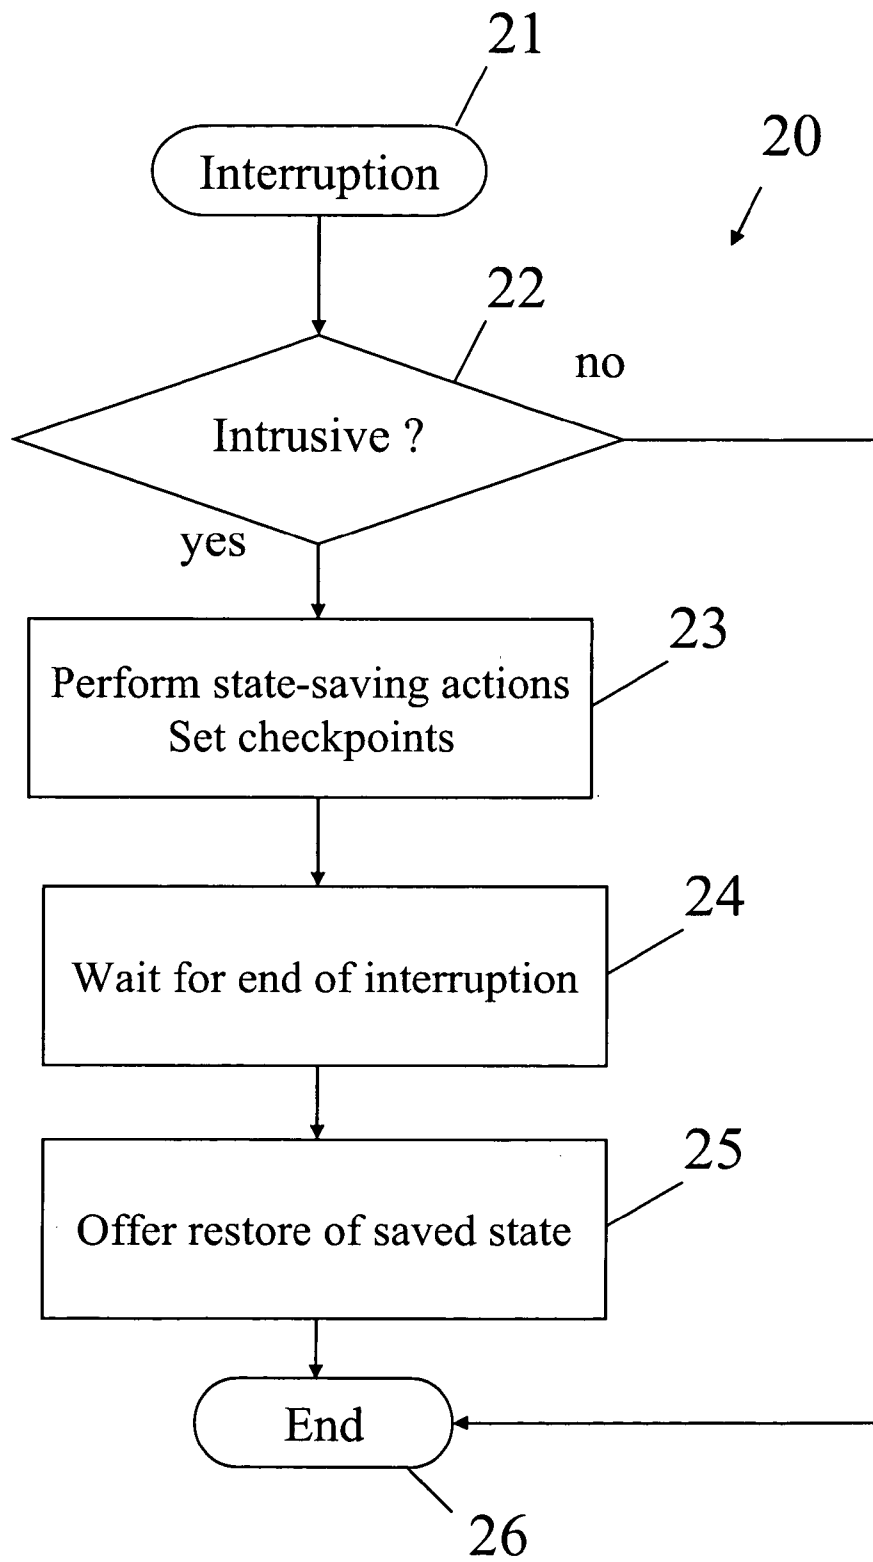 21
20
Interruption
22
no
Intrusive ?
yes
23
Perform state-saving actions
Set checkpoints
24
Wait for end of interruption
25
Offer restore of saved state
End
26